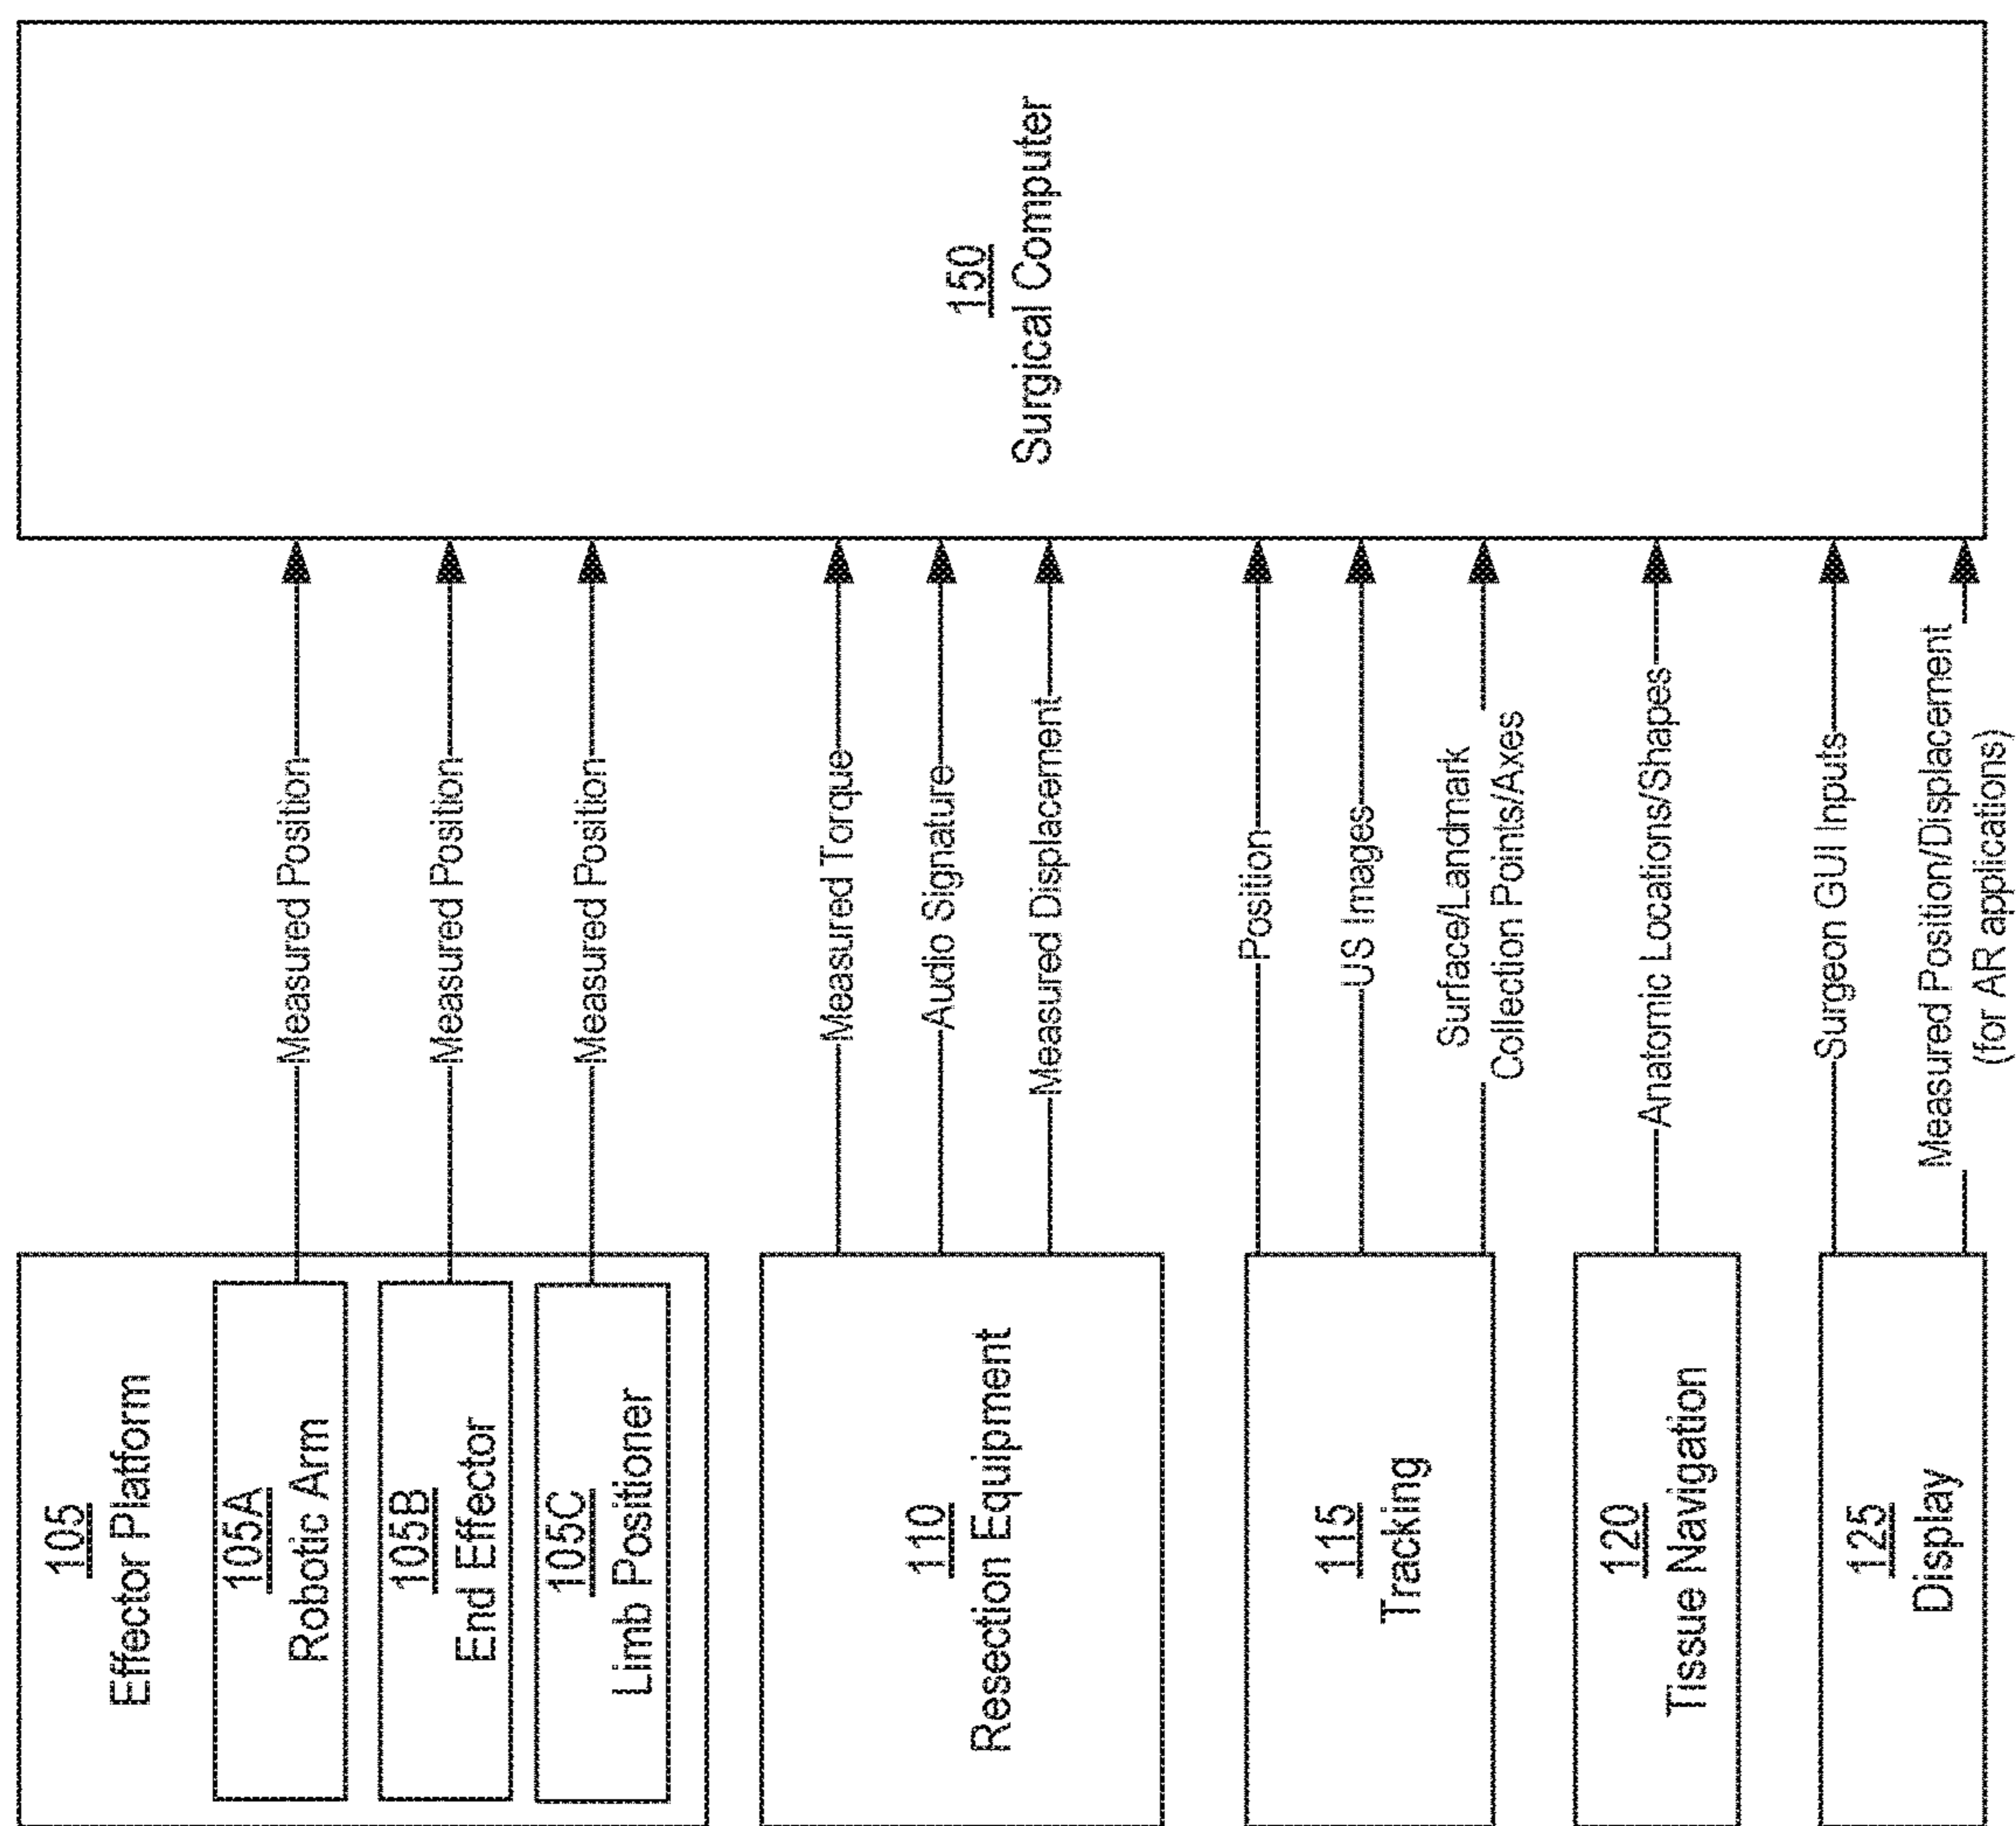 105
Effector Platform
105A
Robotic Arm
105B
End Effector
105C
Limb Positioner
110
Resection Equipment
115
Tracking
120
Tissue Navigation
125
Display
Measured Position
Measured Position
Measured Position
Measured Torque
Audio Signature
Measured Displacement
Position
US Images
Surface/Landmark
Collection Points/Axes
Anatomic Locations/Shapes
Surgeon GUI Inputs
Measured Position/Displacement
(for AR applications)
150
Surgical Computer